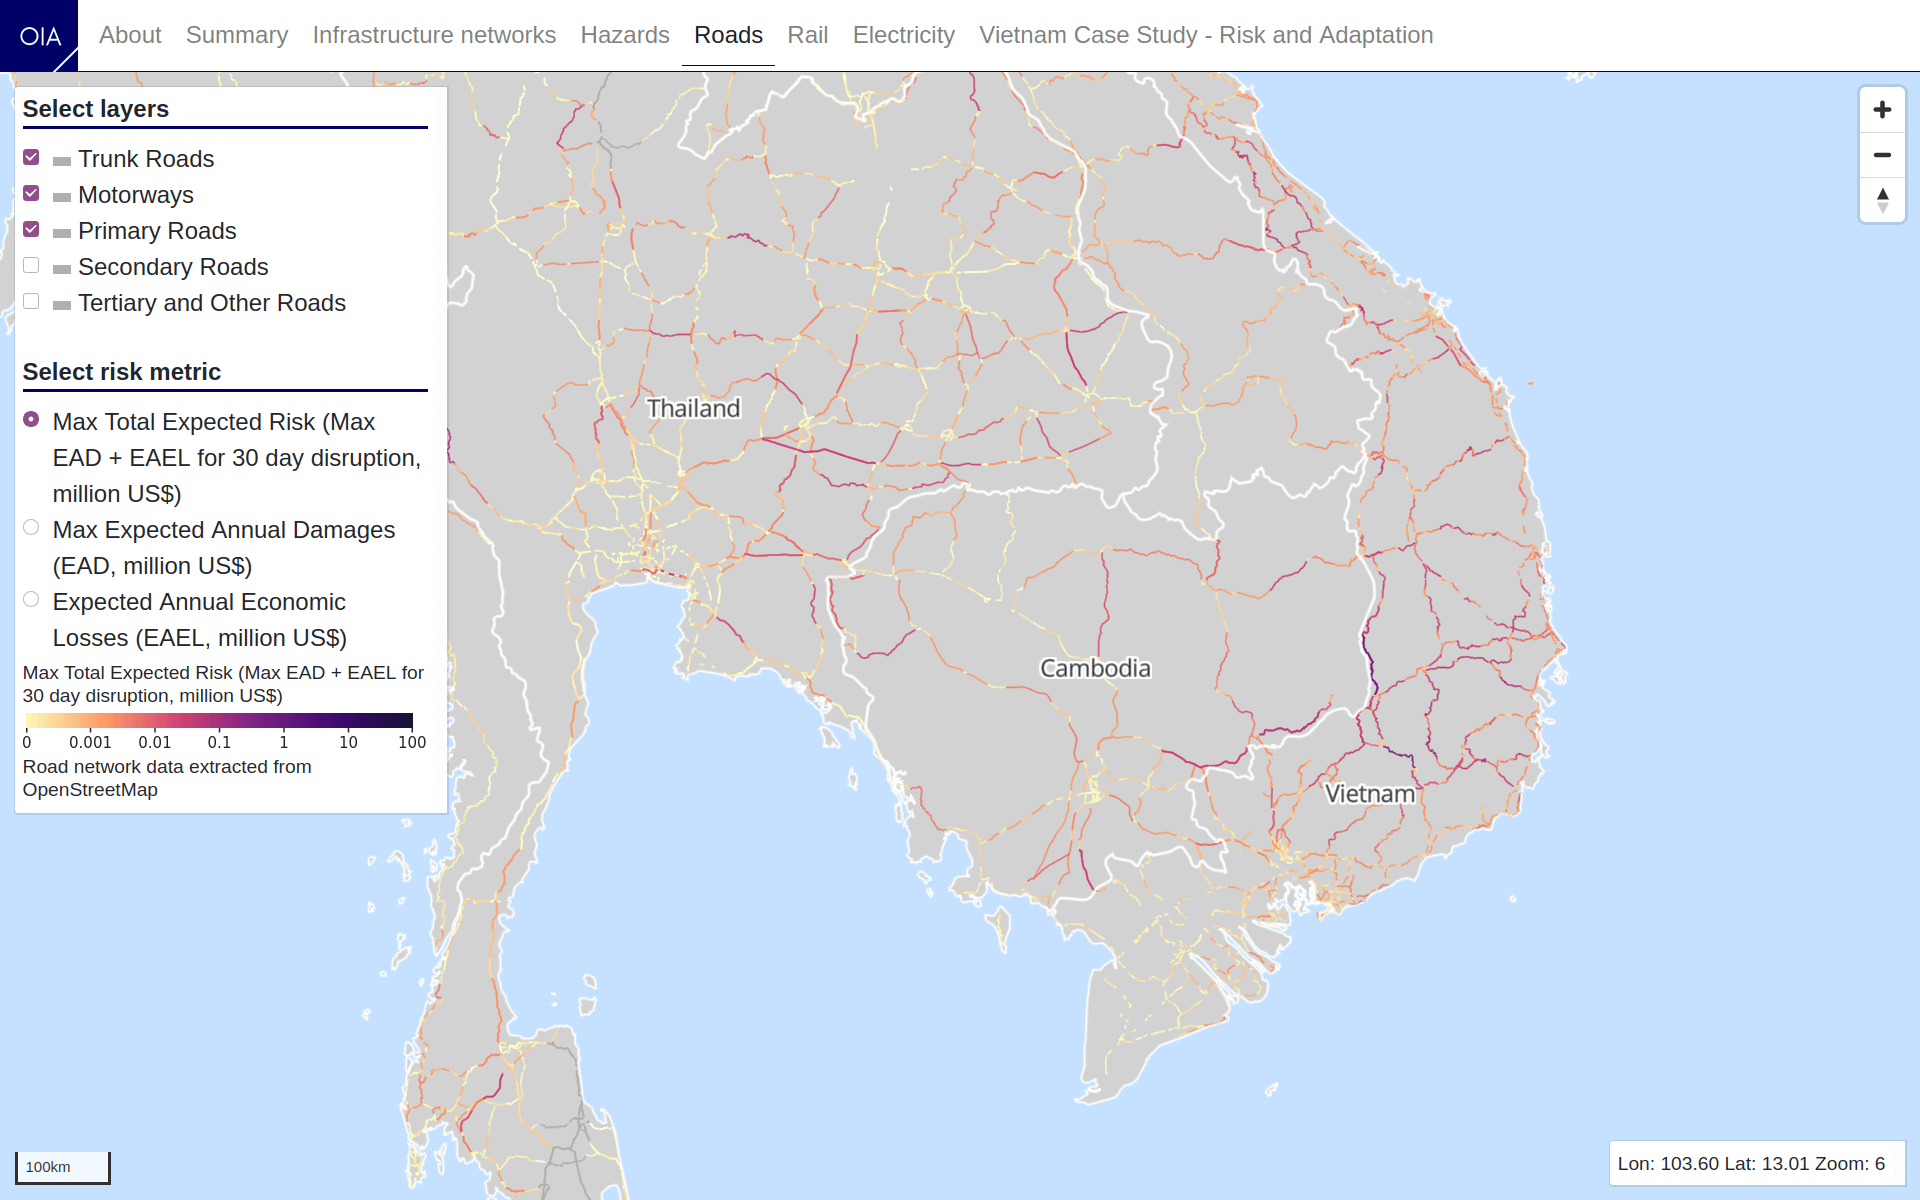 OIA
About Summary Infrastructure networks Hazards Roads Rail Electricity Vietnam Case Study - Risk and Adaptation
Select layers
Trunk Roads
Motorways
Primary Roads
Secondary Roads
Tertiary and Other Roads
Select risk metric
Max Total Expected Risk (Max
EAD + EAEL for 30 day disruption,
million US$)
Max Expected Annual Damages
(EAD, million US$)
Expected Annual Economic
Losses (EAEL, million US$)
Max Total Expected Risk (Max EAD + EAEL for
30 day disruption, million US$)
0 0.001 0.01 0.1 1 10 100
Road network data extracted from
OpenStreetMap
Thailand
Cambodia
Vietnam
100km
Lon: 103.60 Lat: 13.01 Zoom: 6